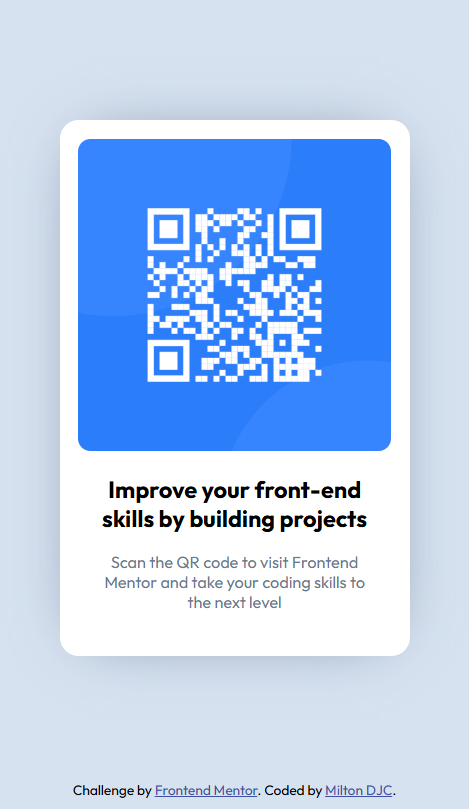 Improve your front-end
skills by building projects
Scan the QR code to visit Frontend
Mentor and take your coding skills to
the next level
Challenge by Frontend Mentor. Coded by Milton DJC.